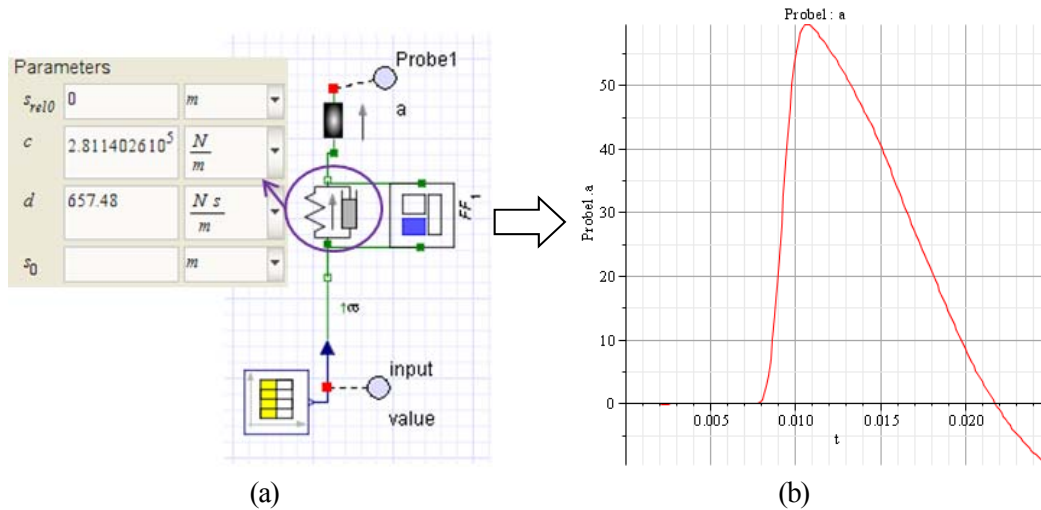 Parameters
s_rel0 0 m
c 2.811402610^5 N/m
d 657.48 N s/m
s_0 m
Probe1
a
FF_1
↑a
input
value
(a)
Probe1 : a
Probe1.a
50
40
30
20
10
0
0.005 0.010 0.015 0.020
t
(b)